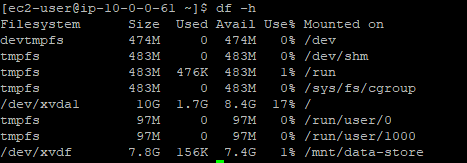 [ec2-user@ip-10-0-0-61 ~]$ df -h
Filesystem      Size  Used Avail Use% Mounted on
devtmpfs        474M     0  474M   0% /dev
tmpfs           483M     0  483M   0% /dev/shm
tmpfs           483M  476K  483M   1% /run
tmpfs           483M     0  483M   0% /sys/fs/cgroup
/dev/xvda1       10G  1.7G  8.4G  17% /
tmpfs            97M     0   97M   0% /run/user/0
tmpfs            97M     0   97M   0% /run/user/1000
/dev/xvdf       7.8G  156K  7.4G   1% /mnt/data-store